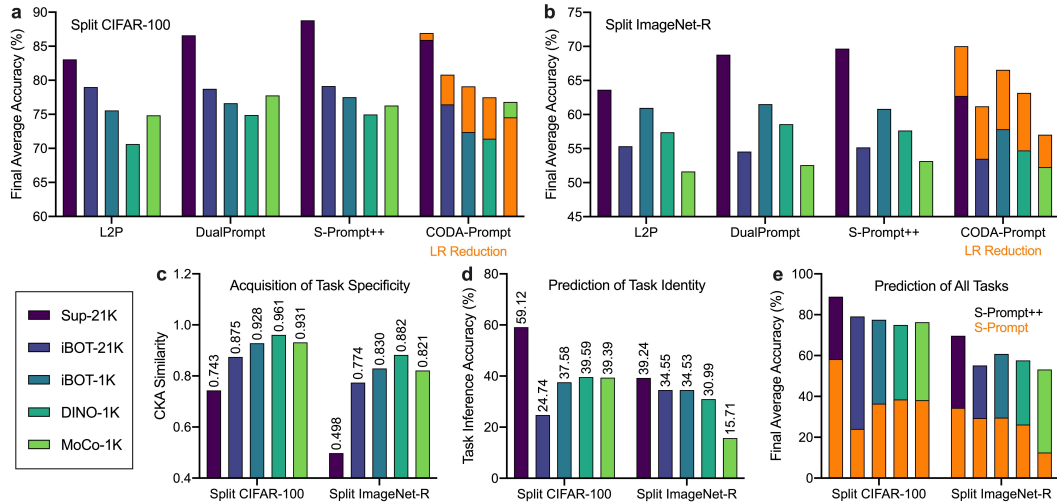 a
Split CIFAR-100
Final Average Accuracy (%)
90
85
80
75
70
65
60
L2P
DualPrompt
S-Prompt++
CODA-Prompt
LR Reduction
b
Split ImageNet-R
Final Average Accuracy (%)
75
70
65
60
55
50
45
L2P
DualPrompt
S-Prompt++
CODA-Prompt
LR Reduction
Sup-21K
iBOT-21K
iBOT-1K
DINO-1K
MoCo-1K
c
Acquisition of Task Specificity
CKA Similarity
1.2
1.0
0.8
0.6
0.4
0.743
0.875
0.928
0.961
0.931
0.498
0.774
0.830
0.882
0.821
Split CIFAR-100
Split ImageNet-R
d
Prediction of Task Identity
Task Inference Accuracy (%)
80
60
40
20
0
59.12
24.74
37.58
39.59
39.39
39.24
34.55
34.53
30.99
15.71
Split CIFAR-100
Split ImageNet-R
e
Prediction of All Tasks
S-Prompt++
S-Prompt
Final Average Accuracy (%)
100
80
60
40
20
0
Split CIFAR-100
Split ImageNet-R